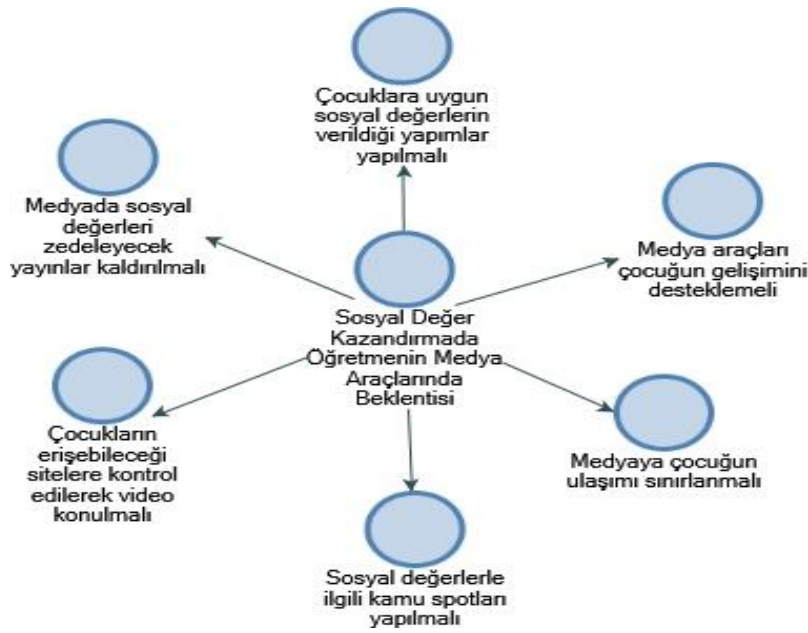 Çocuklara uygun
sosyal değerlerin
verildiği yapımlar
yapılmalı
Medyada sosyal
değerleri
zedeleyecek
yayınlar kaldırılmalı
Medya araçları
çocuğun gelişimini
desteklemeli
Sosyal Değer
Kazandırmada
Öğretmenin Medya
Araçlarında
Beklentisi
Çocukların
erişebileceği
sitelere kontrol
edilerek video
konulmalı
Medyaya çocuğun
ulaşımı sınırlanmalı
Sosyal değerlerle
ilgili kamu spotları
yapılmalı